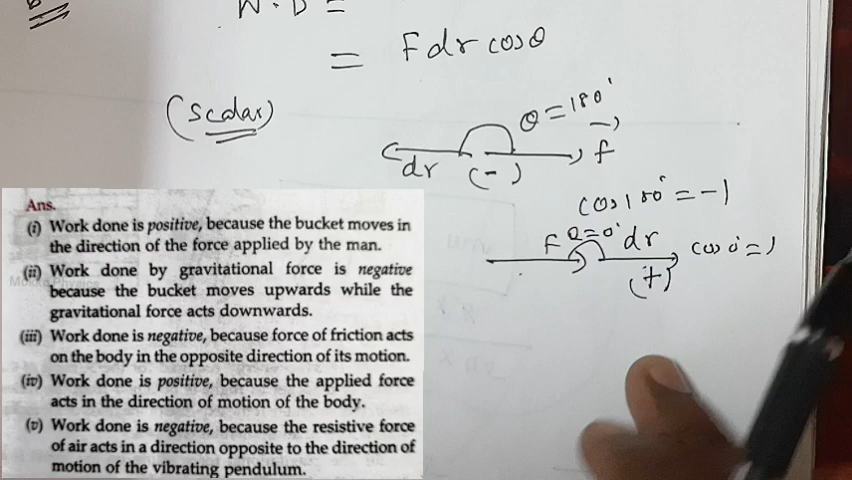 W.D =
= F dr cosθ
(scalar)
θ=180°
dr (-) f
cos180°=-1
F θ=0° dr cos0°=1
(+)
Ans.
(i) Work done is positive, because the bucket moves in
the direction of the force applied by the man.
(ii) Work done by gravitational force is negative
because the bucket moves upwards while the
gravitational force acts downwards.
(iii) Work done is negative, because force of friction acts
on the body in the opposite direction of its motion.
(iv) Work done is positive, because the applied force
acts in the direction of motion of the body.
(v) Work done is negative, because the resistive force
of air acts in a direction opposite to the direction of
motion of the vibrating pendulum.